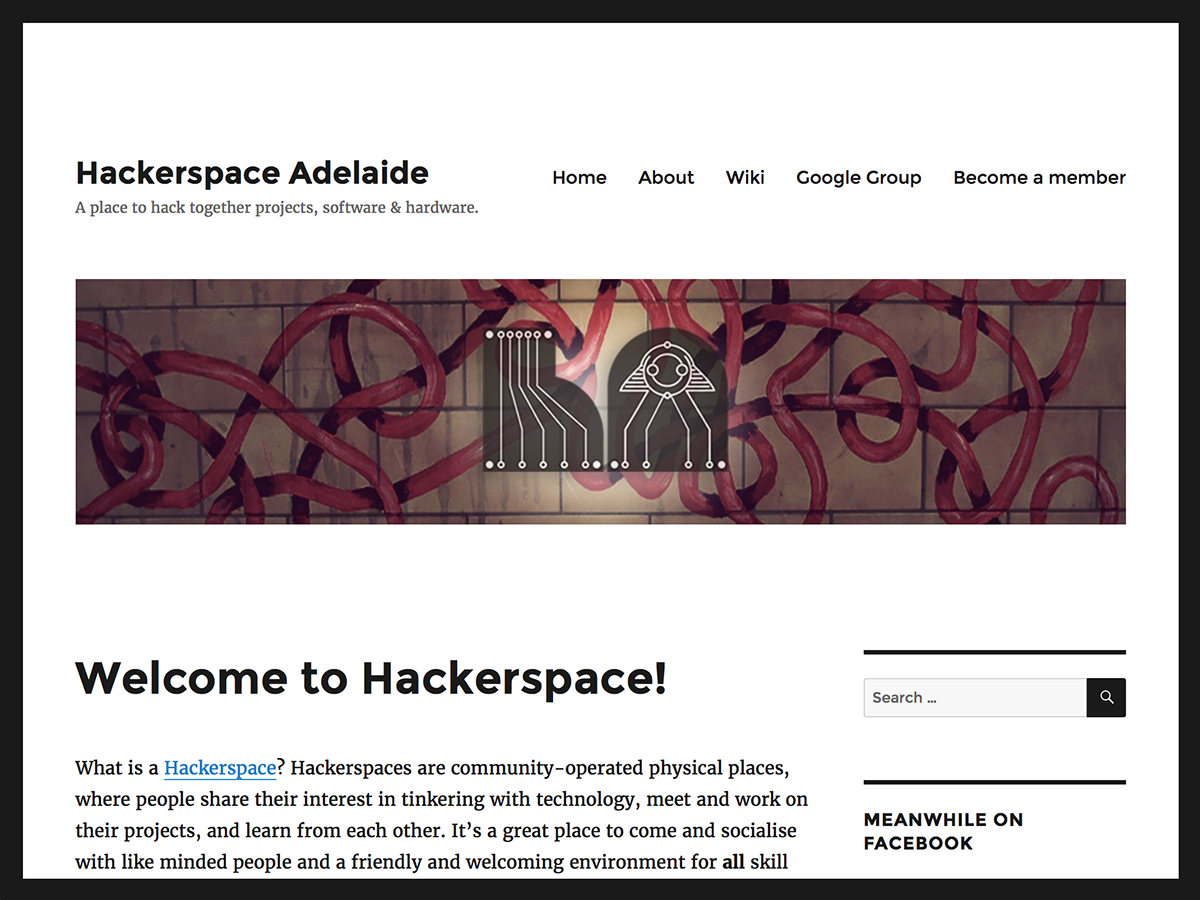 Hackerspace Adelaide
A place to hack together projects, software & hardware.
Home About Wiki Google Group Become a member
Welcome to Hackerspace!
What is a Hackerspace? Hackerspaces are community-operated physical places,
where people share their interest in tinkering with technology, meet and work on
their projects, and learn from each other. It’s a great place to come and socialise
with like minded people and a friendly and welcoming environment for all skill
Search …
MEANWHILE ON
FACEBOOK